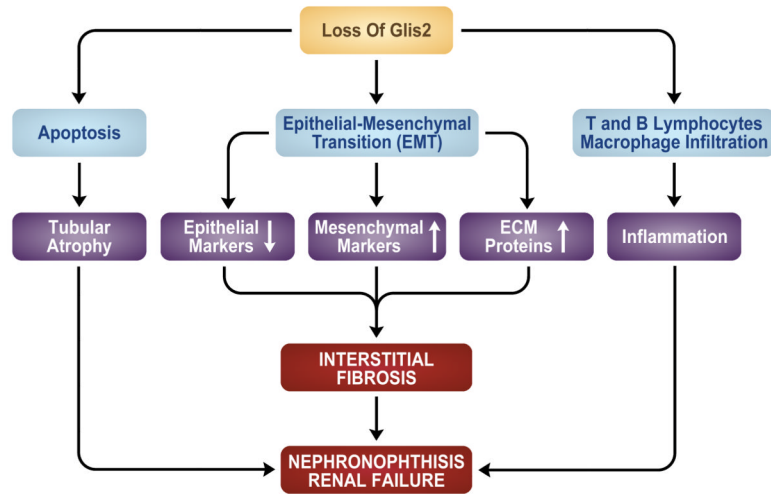 Loss Of Glis2
Apoptosis
Epithelial-Mesenchymal
Transition (EMT)
T and B Lymphocytes
Macrophage Infiltration
Tubular
Atrophy
Epithelial
Markers ↓
Mesenchymal
Markers ↑
ECM
Proteins ↑
Inflammation
INTERSTITIAL
FIBROSIS
NEPHRONOPHTHISIS
RENAL FAILURE